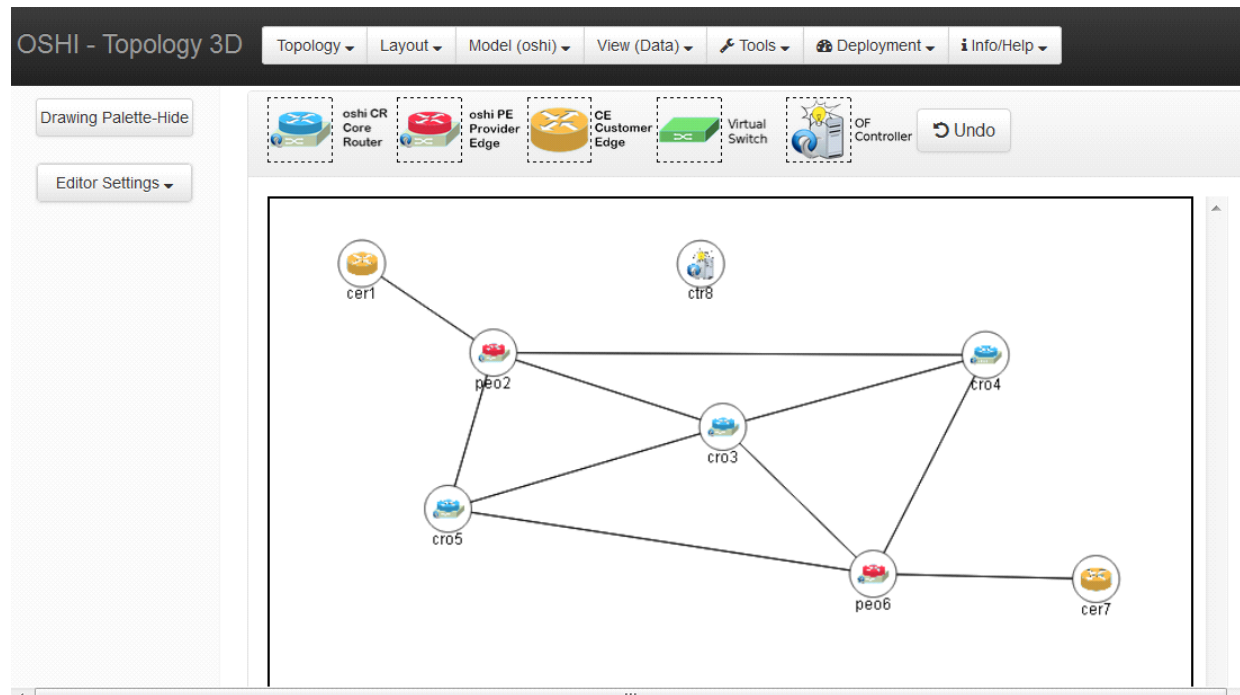 OSHI - Topology 3D
Topology
Layout
Model (oshi)
View (Data)
Tools
Deployment
i Info/Help
Drawing Palette-Hide
Editor Settings
oshi CR
Core
Router
oshi PE
Provider
Edge
CE
Customer
Edge
Virtual
Switch
OF
Controller
Undo
cer1
ctr8
peo2
cro4
cro3
cro5
peo6
cer7